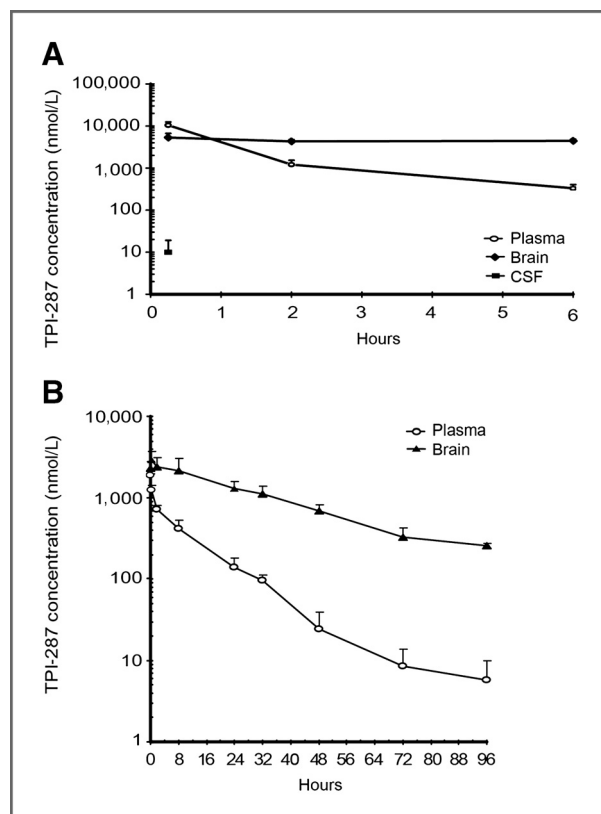 A
TPI-287 concentration (nmol/L)
100,000
10,000
1,000
100
10
1
0 1 2 3 4 5 6
Hours
Plasma
Brain
CSF
B
TPI-287 concentration (nmol/L)
10,000
1,000
100
10
1
0 8 16 24 32 40 48 56 64 72 80 88 96
Hours
Plasma
Brain